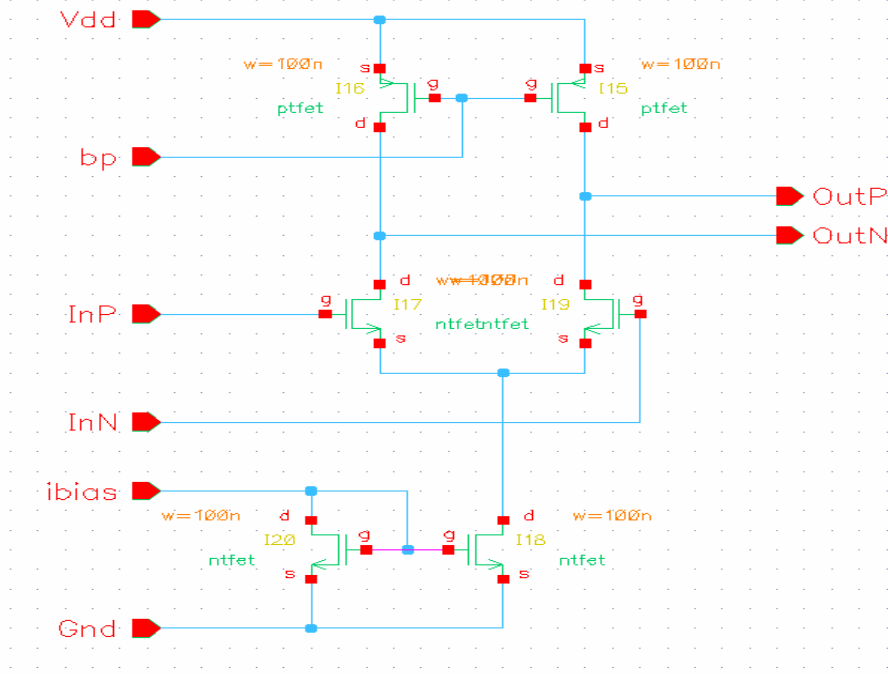 Vdd
s s
w=100n w=100n
g g
I16 I15
ptfet ptfet
d d
bp
OutP
OutN
d d
g I17 I19 g
InP
ntfetntfet
s s
InN
ibias
w=100n d d w=100n
I20 g g I18
ntfet ntfet
s s
Gnd